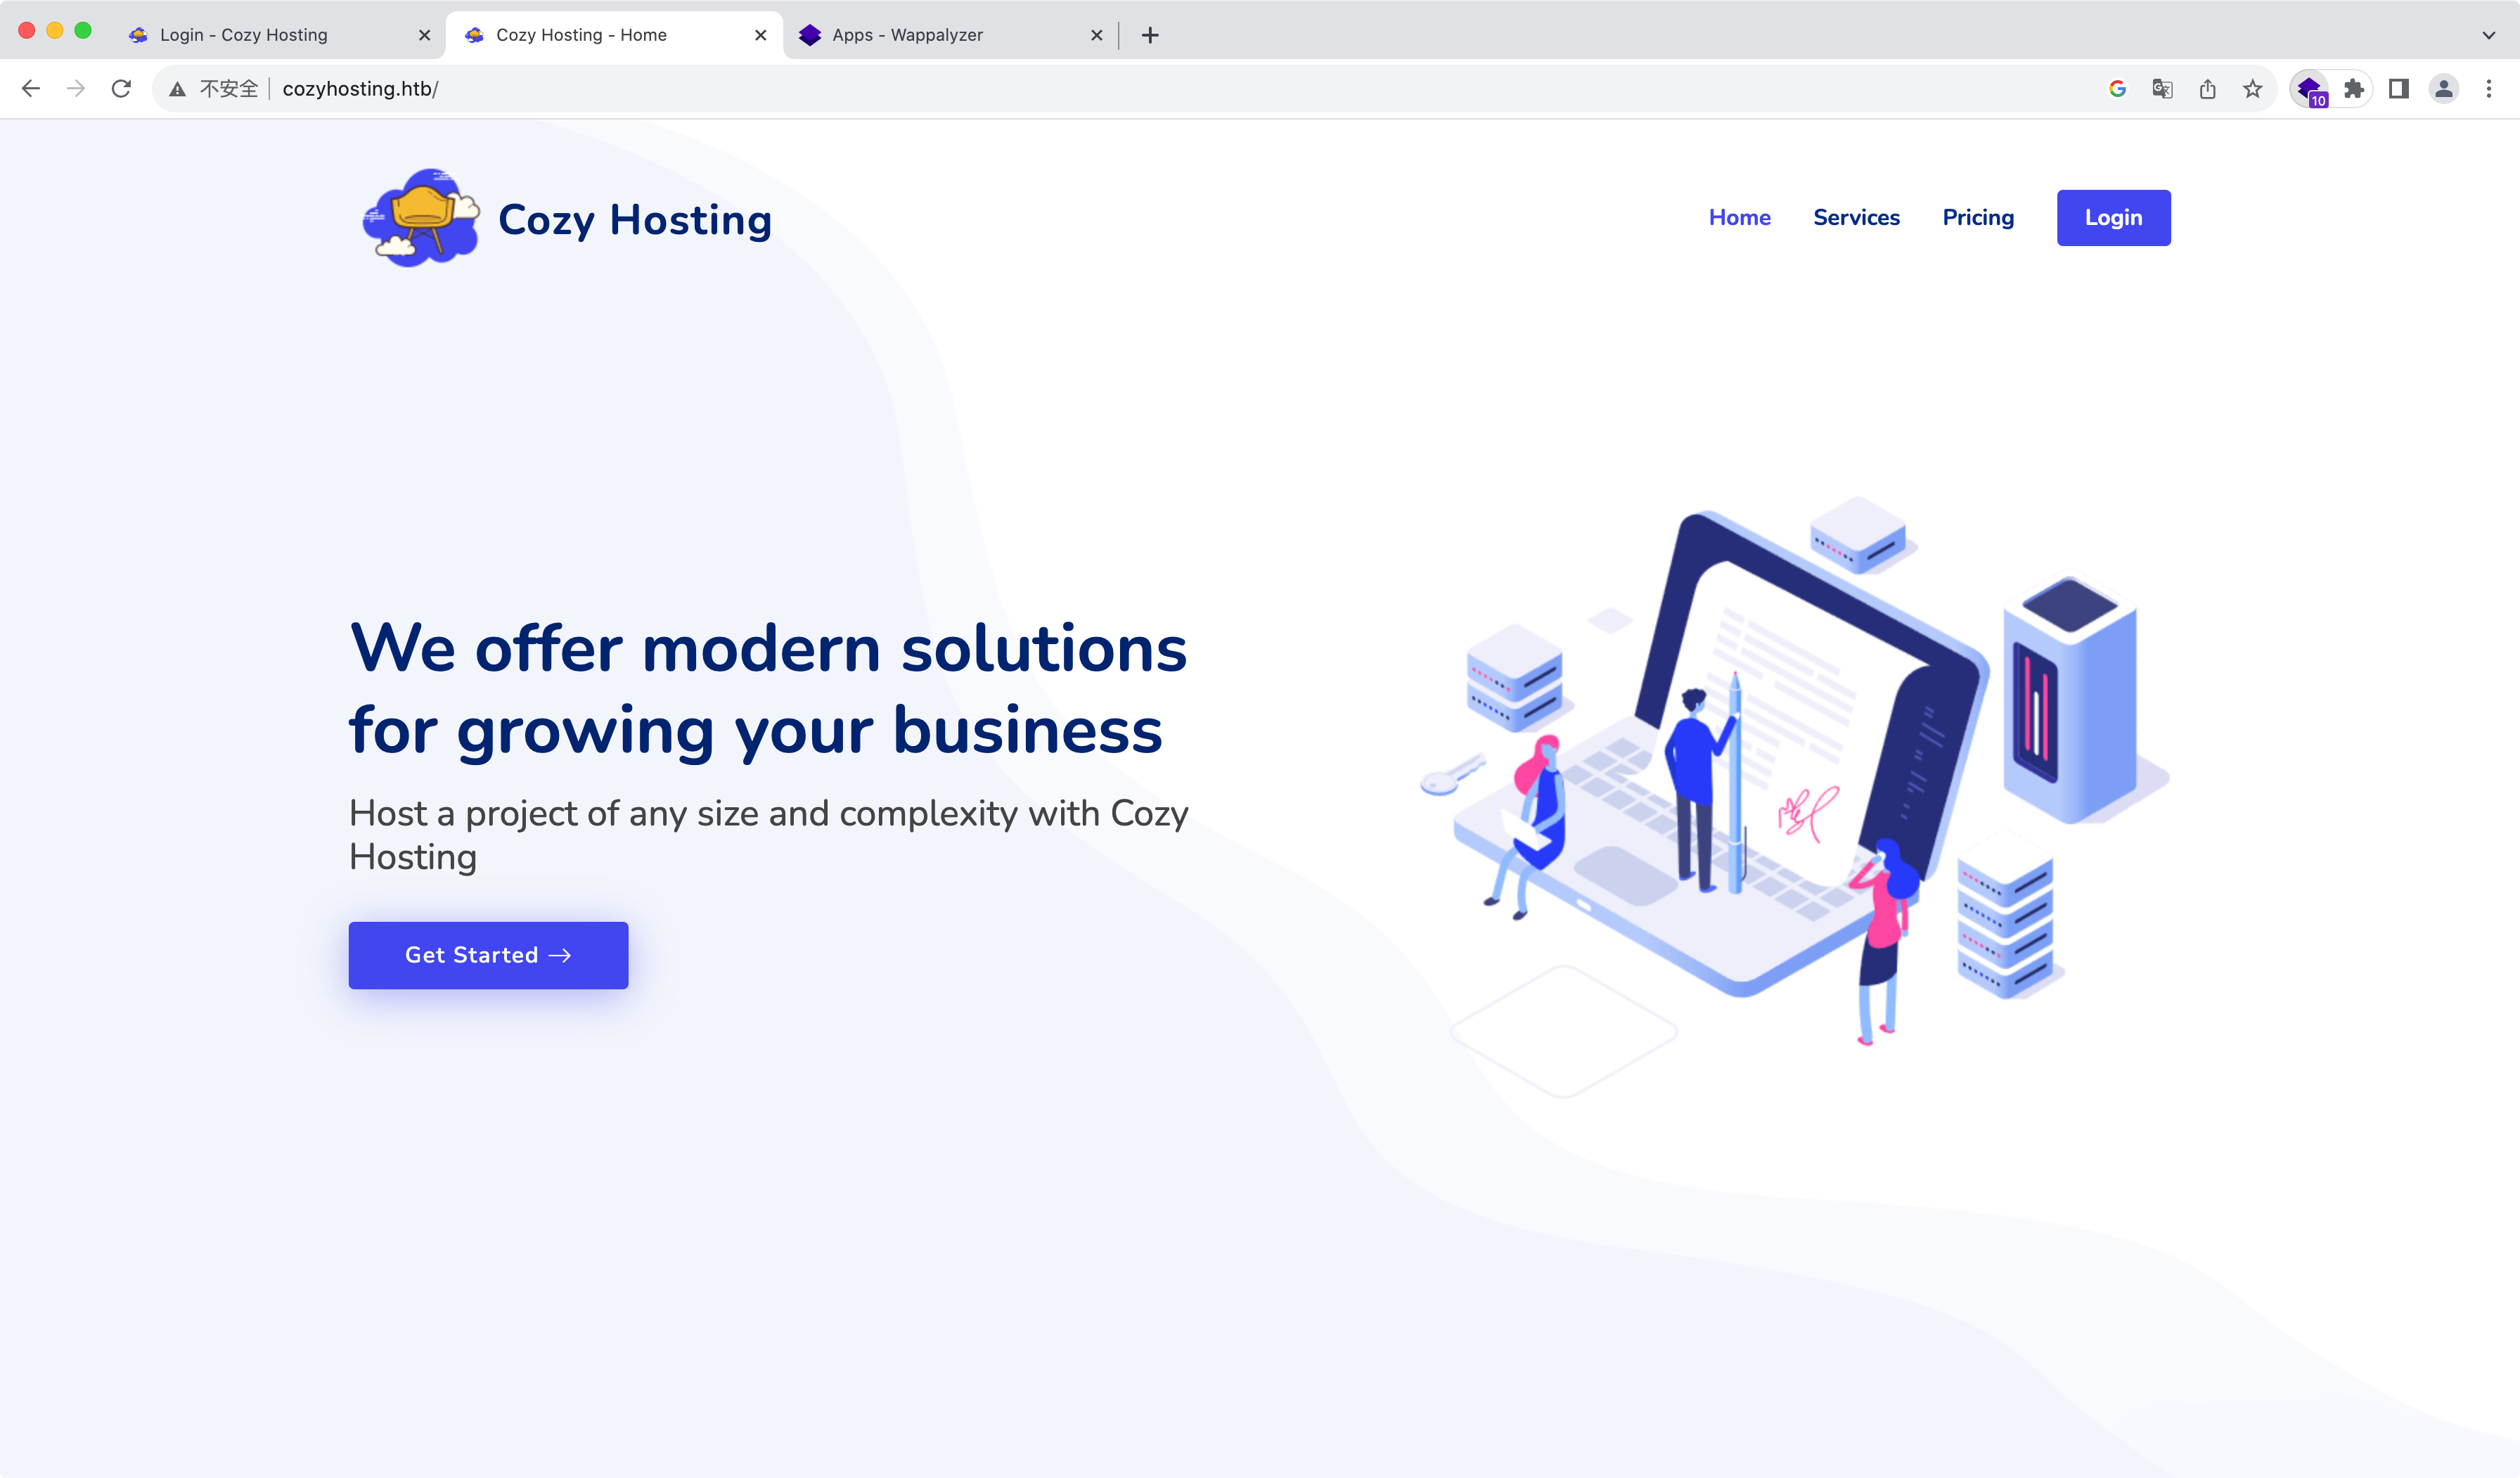 Login - Cozy Hosting
Cozy Hosting - Home
Apps - Wappalyzer
不安全
cozyhosting.htb/
10
Cozy Hosting
Home
Services
Pricing
Login
We offer modern solutions
for growing your business
Host a project of any size and complexity with Cozy
Hosting
Get Started